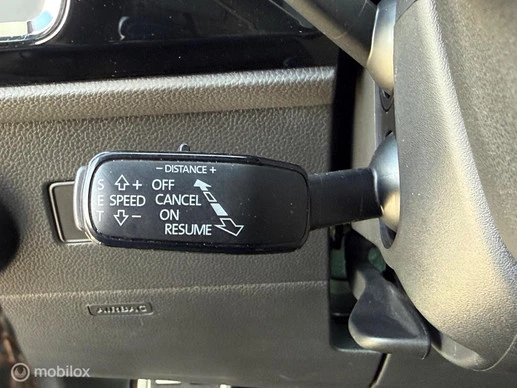 – DISTANCE +
S + OFF
E SPEED CANCEL
T – ON
RESUME
AIRBAG
mobilox